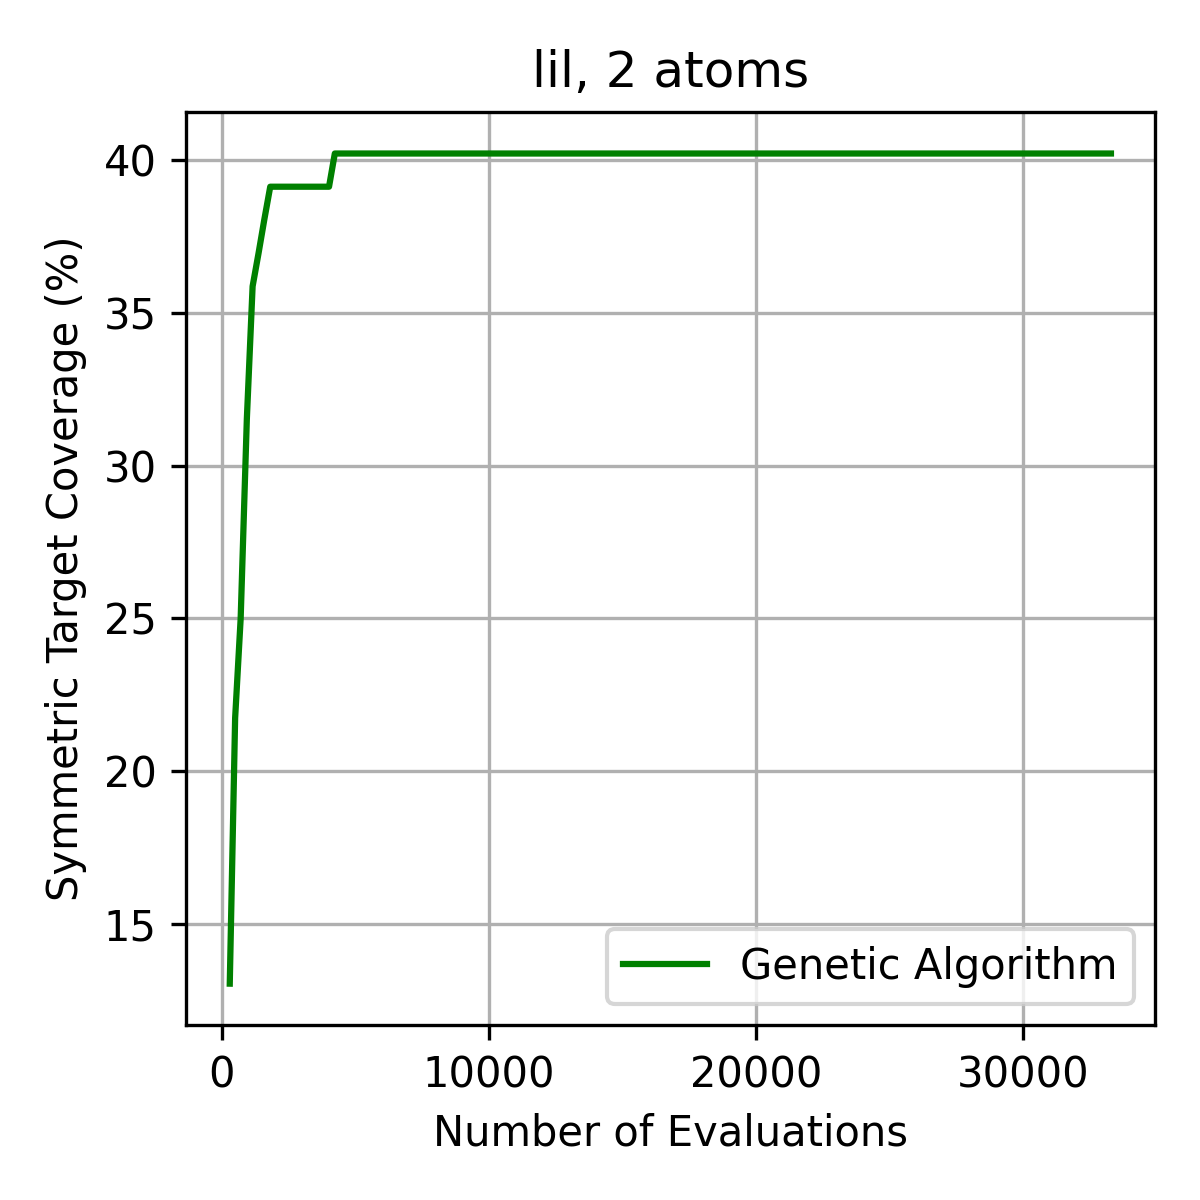 lil, 2 atoms
Symmetric Target Coverage (%)
40
35
30
25
20
15
Genetic Algorithm
0 10000 20000 30000
Number of Evaluations